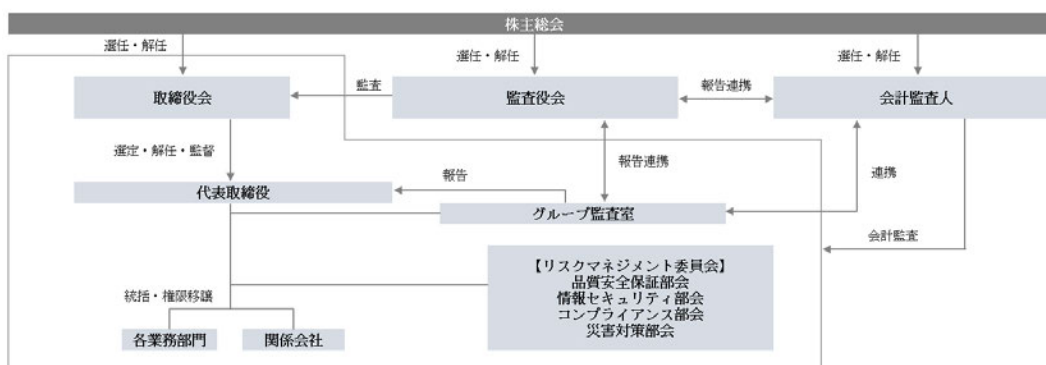 株主総会
選任・解任
選任・解任
選任・解任
取締役会
監査
監査役会
報告連携
会計監査人
選定・解任・監督
報告連携
連携
報告
代表取締役
グループ監査室
会計監査
【リスクマネジメント委員会】
品質安全保証部会
情報セキュリティ部会
コンプライアンス部会
災害対策部会
統括・権限移譲
各業務部門
関係会社